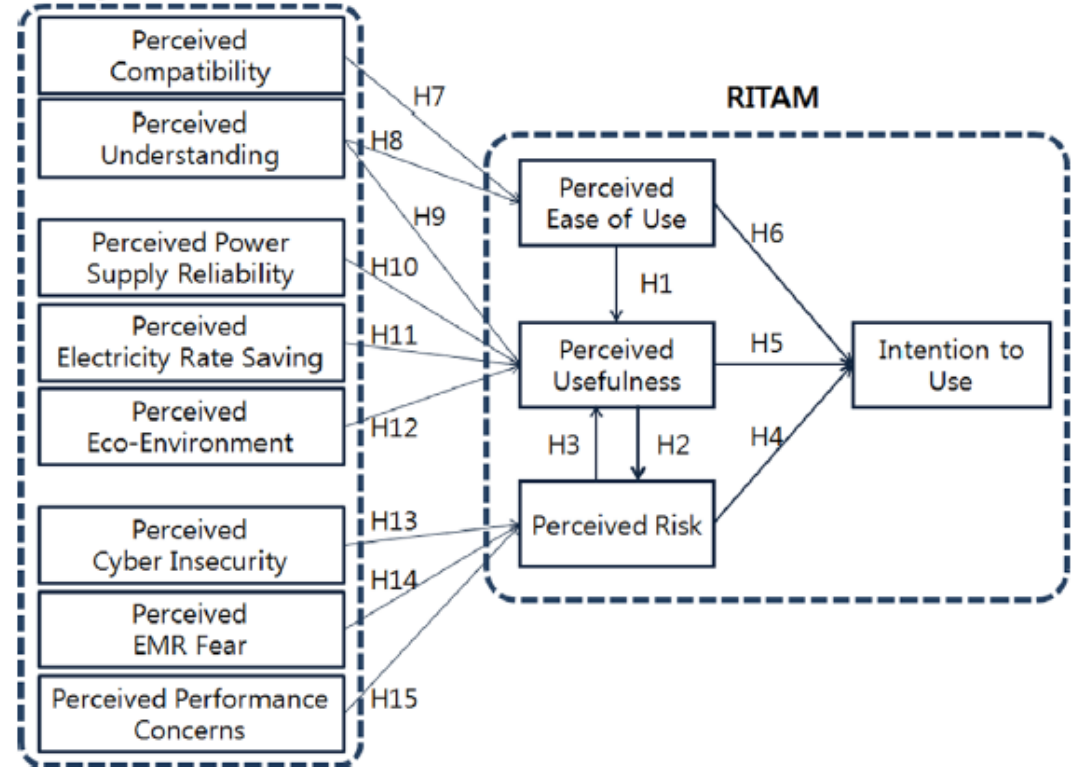 Perceived
Compatibility
Perceived
Understanding
Perceived Power
Supply Reliability
Perceived
Electricity Rate Saving
Perceived
Eco-Environment
Perceived
Cyber Insecurity
Perceived
EMR Fear
Perceived Performance
Concerns
H7
H8
H9
H10
H11
H12
H13
H14
H15
RITAM
Perceived
Ease of Use
H1
Perceived
Usefulness
H3
H2
Perceived Risk
H6
H5
H4
Intention to
Use